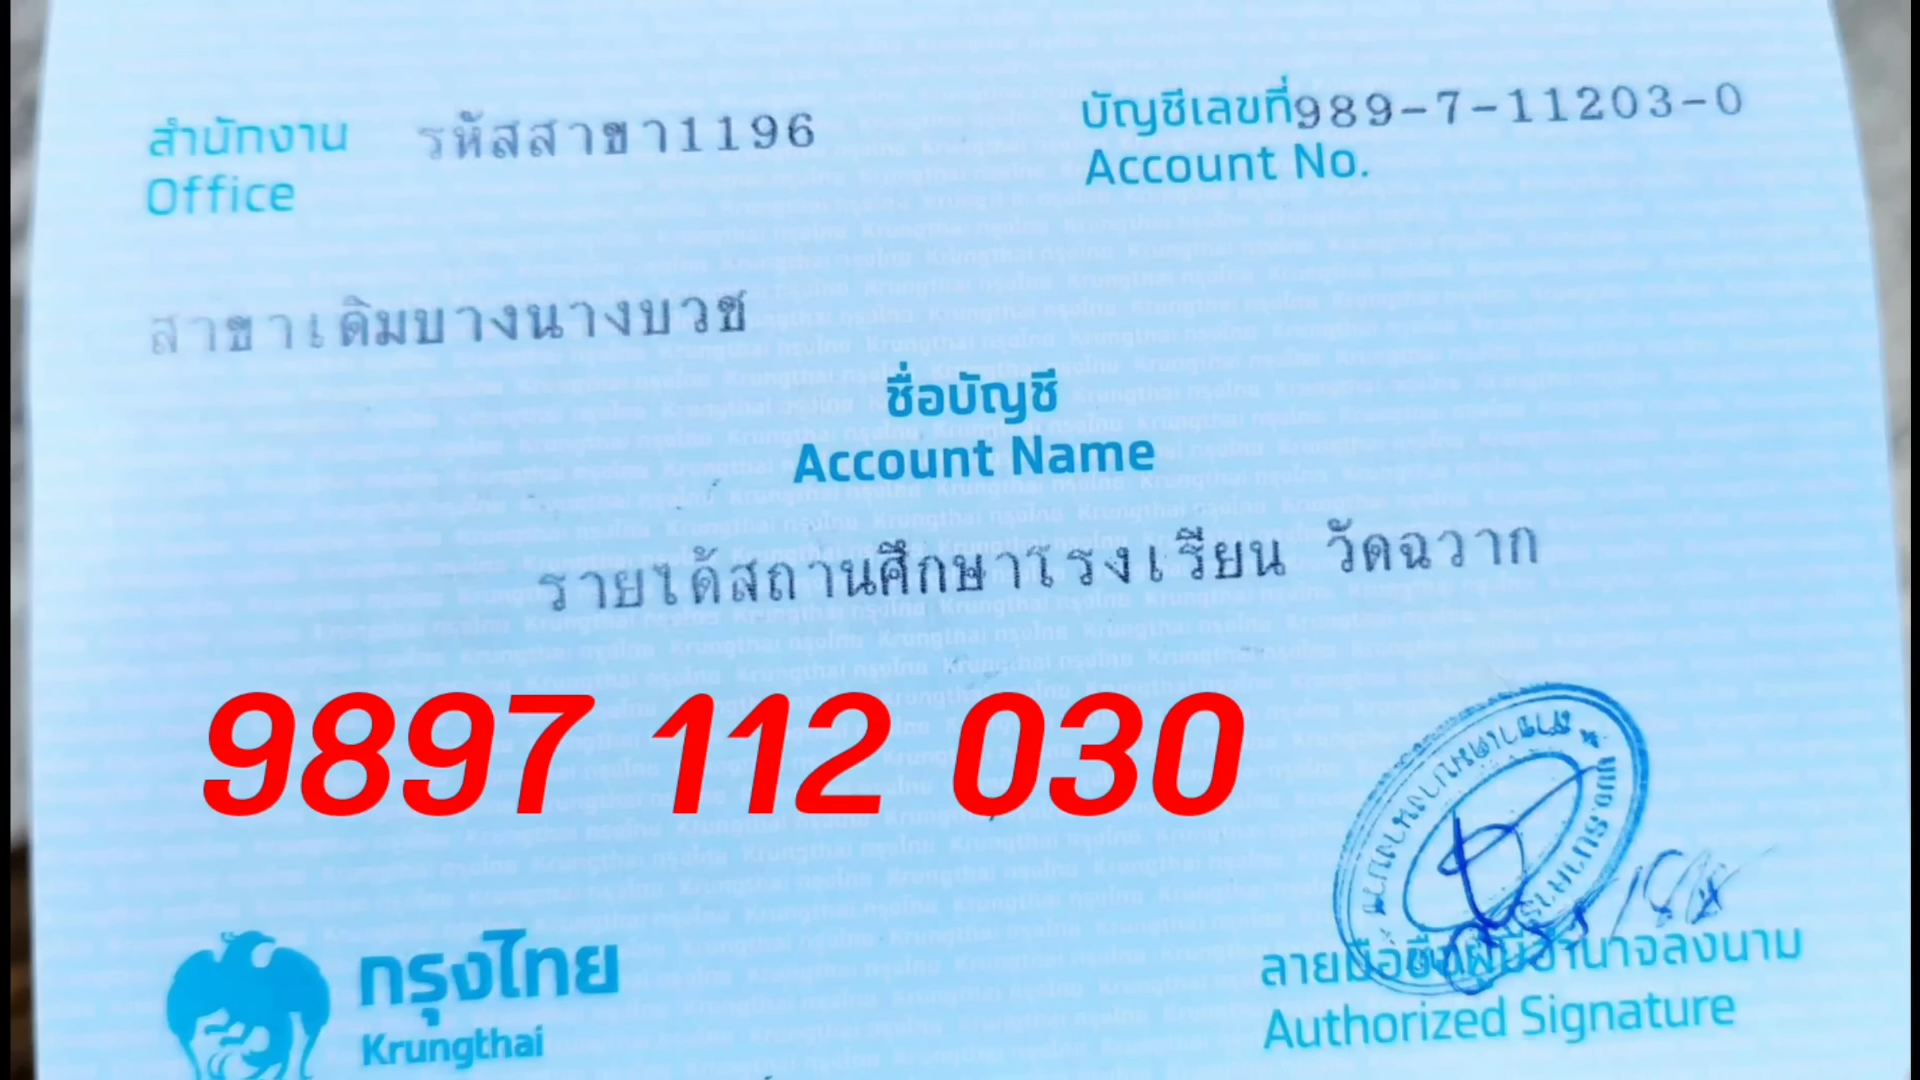 สำนักงาน รหัสสาขา1196
Office
บัญชีเลขที่989-7-11203-0
Account No.
สาขาเดิมบางนางบวช
ชื่อบัญชี
Account Name
รายได้สถานศึกษาโรงเรียน วัดฉวาก
9897 112 030
กรุงไทย
Krungthai
ลายมือชื่อผู้มีอำนาจลงนาม
Authorized Signature